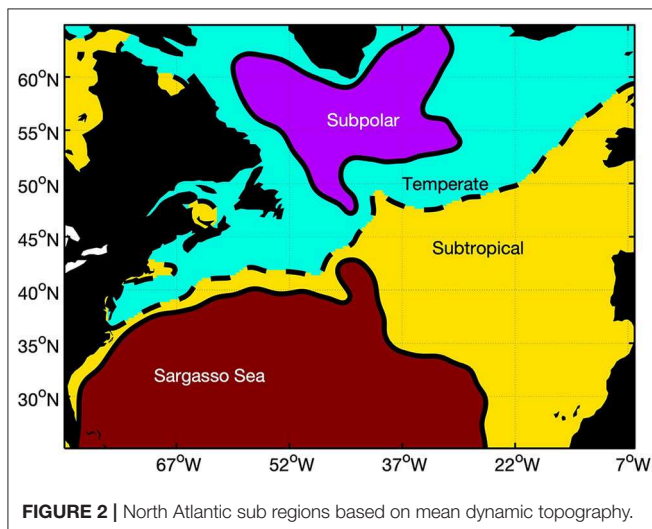 60°N
55°N
50°N
45°N
40°N
35°N
30°N
Subpolar
Temperate
Subtropical
Sargasso Sea
67°W 52°W 37°W 22°W 7°W
FIGURE 2 | North Atlantic sub regions based on mean dynamic topography.